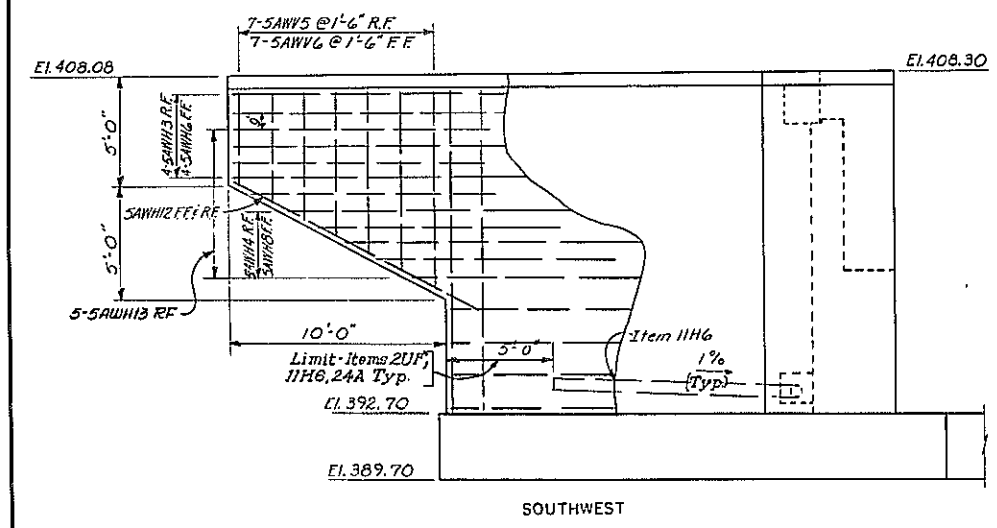 7-5AWV5 @ 1'-6" R.F.
7-5AWV6 @ 1'-6" F.F.
El. 408.08
El. 408.30
5'-0"
4-5AWH3 R.F.
4-5AWH6 F.F.
9"
5AWH12 F.F. & R.F.
5'-0"
5AWH4 R.F.
5AWH8 F.F.
5-5AWH13 RF
10'-0"
5'-0"
Item 11H6
Limit-Items 2UF,
11H6, 24A Typ.
1%
(Typ.)
El. 392.70
El. 389.70
SOUTHWEST